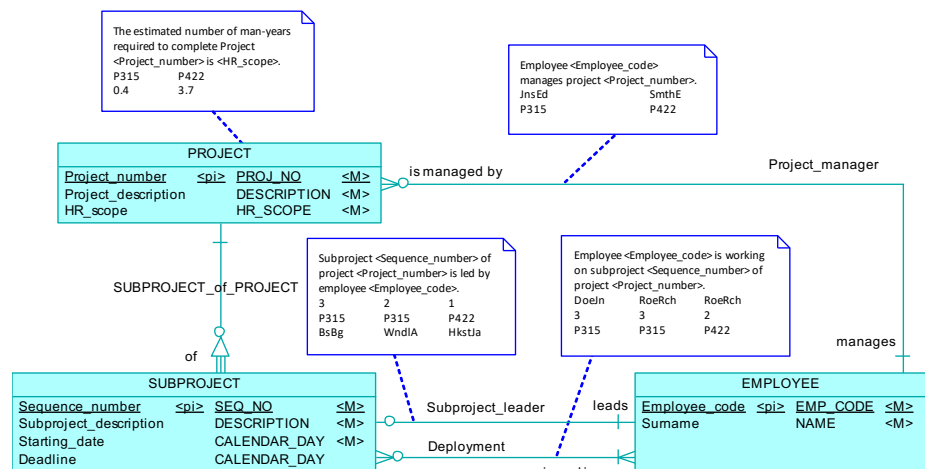 The estimated number of man-years
required to complete Project
<Project_number> is <HR_scope>.
P315 P422
0.4 3.7
Employee <Employee_code>
manages project <Project_number>.
JnsEd SmthE
P315 P422
PROJECT
Project_number <pi> PROJ_NO <M>
Project_description DESCRIPTION <M>
HR_scope HR_SCOPE <M>
is managed by
Project_manager
SUBPROJECT_of_PROJECT
Subproject <Sequence_number> of
project <Project_number> is led by
employee <Employee_code>.
3 2 1
P315 P315 P422
BsBg WndlA HkstJa
Employee <Employee_code> is working
on subproject <Sequence_number> of
project <Project_number>.
DoeJn RoeRch RoeRch
3 3 2
P315 P315 P422
of
manages
SUBPROJECT
Sequence_number <pi> SEQ_NO <M>
Subproject_description DESCRIPTION <M>
Starting_date CALENDAR_DAY <M>
Deadline CALENDAR_DAY
Subproject_leader
leads
Deployment
EMPLOYEE
Employee_code <pi> EMP_CODE <M>
Surname NAME <M>